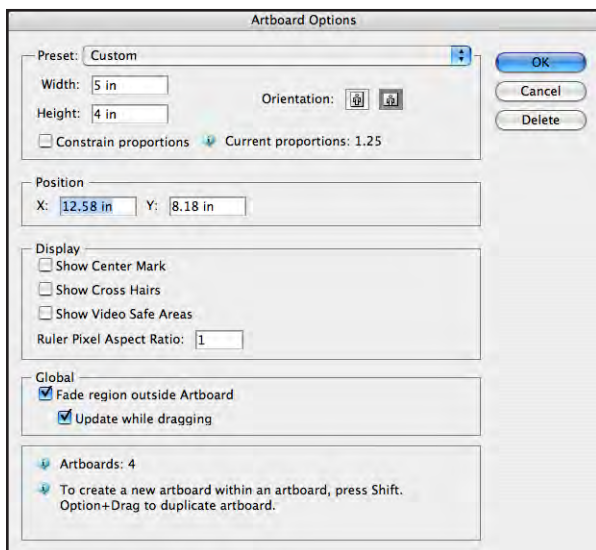 Artboard Options
Preset: Custom
OK
Width: 5 in
Orientation:
Cancel
Height: 4 in
Delete
Constrain proportions Current proportions: 1.25
Position
X: 12.58 in Y: 8.18 in
Display
Show Center Mark
Show Cross Hairs
Show Video Safe Areas
Ruler Pixel Aspect Ratio: 1
Global
Fade region outside Artboard
Update while dragging
Artboards: 4
To create a new artboard within an artboard, press Shift.
Option+Drag to duplicate artboard.